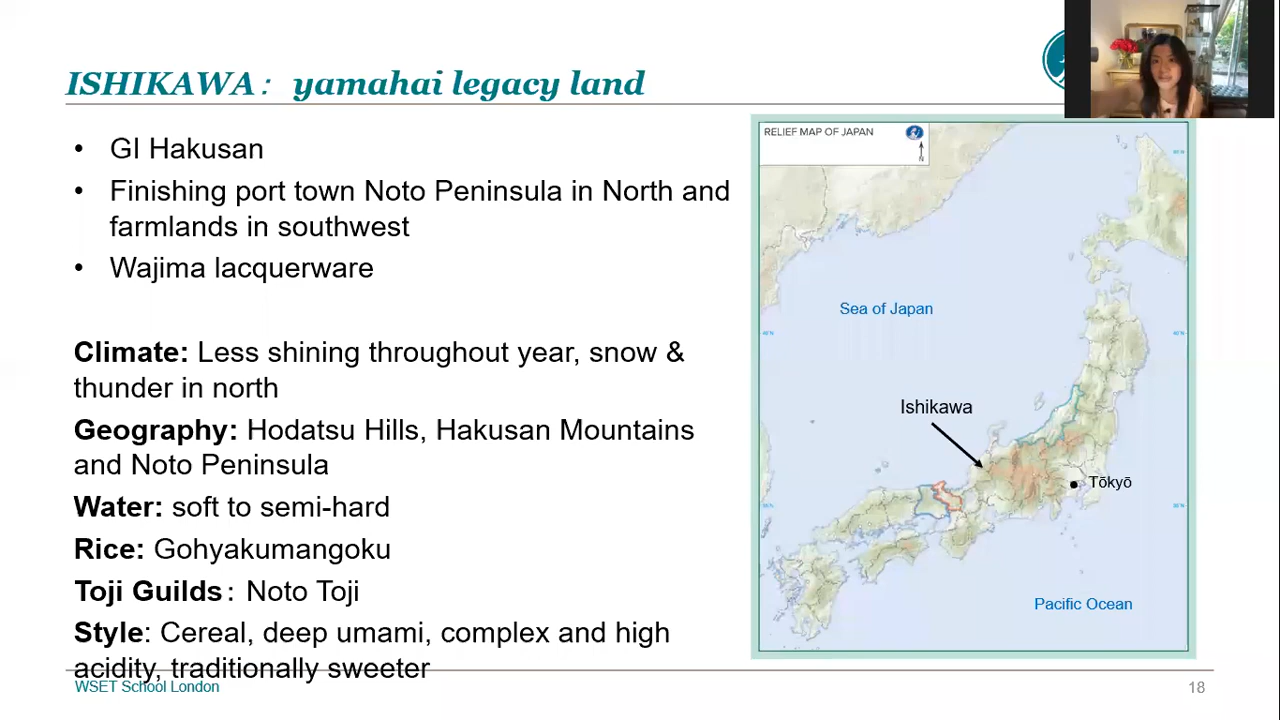 ISHIKAWA： yamahai legacy land
• GI Hakusan
• Finishing port town Noto Peninsula in North and
farmlands in southwest
• Wajima lacquerware
Climate: Less shining throughout year, snow &
thunder in north
Geography: Hodatsu Hills, Hakusan Mountains
and Noto Peninsula
Water: soft to semi-hard
Rice: Gohyakumangoku
Toji Guilds： Noto Toji
Style: Cereal, deep umami, complex and high
acidity, traditionally sweeter
RELIEF MAP OF JAPAN
N
Sea of Japan
Ishikawa
Tōkyō
Pacific Ocean
WSET School London
18